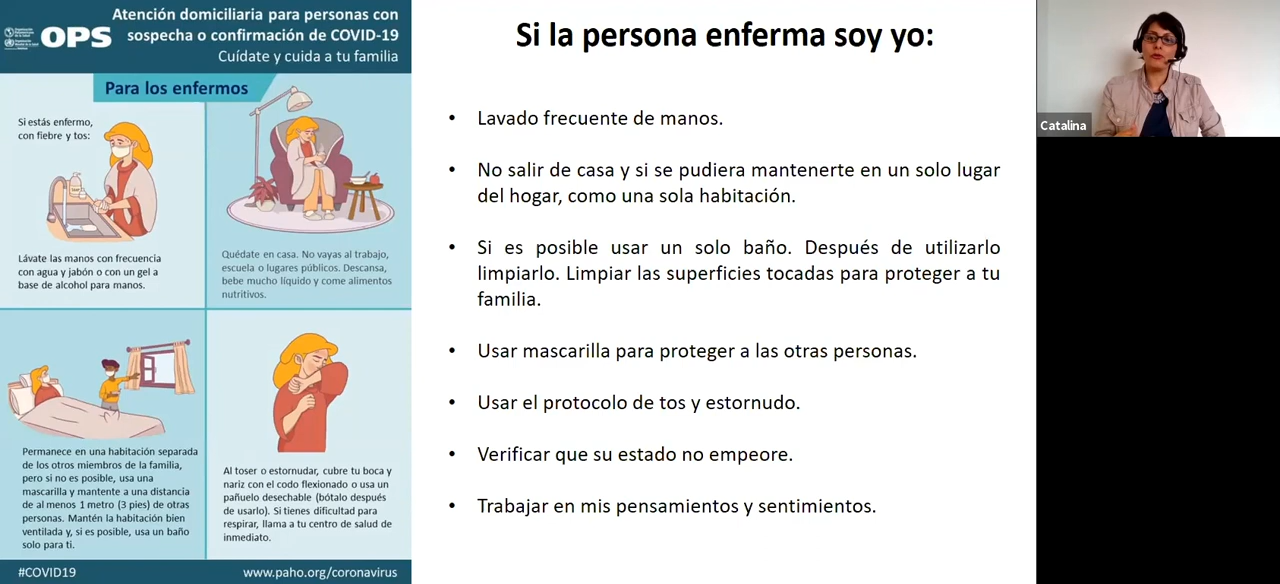 Atención domiciliaria para personas con
sospecha o confirmación de COVID-19
OPS
Cuídate y cuida a tu familia
Para los enfermos
Si estás enfermo,
con fiebre y tos:
Lávate las manos con frecuencia
con agua y jabón o con un gel a
base de alcohol para manos.
Quédate en casa. No vayas al trabajo,
escuela o lugares públicos. Descansa,
bebe mucho líquido y come alimentos
nutritivos.
Permanece en una habitación separada
de los otros miembros de la familia,
pero si no es posible, usa una
mascarilla y mantente a una distancia
de al menos 1 metro (3 pies) de otras
personas. Mantén la habitación bien
ventilada y, si es posible, usa un baño
solo para ti.
Al toser o estornudar, cubre tu boca y
nariz con el codo flexionado o usa un
pañuelo desechable (bótalo después
de usarlo). Si tienes dificultad para
respirar, llama a tu centro de salud de
inmediato.
#COVID19
www.paho.org/coronavirus
Si la persona enferma soy yo:
• Lavado frecuente de manos.
• No salir de casa y si se pudiera mantenerte en un solo lugar
del hogar, como una sola habitación.
• Si es posible usar un solo baño. Después de utilizarlo
limpiarlo. Limpiar las superficies tocadas para proteger a tu
familia.
• Usar mascarilla para proteger a las otras personas.
• Usar el protocolo de tos y estornudo.
• Verificar que su estado no empeore.
• Trabajar en mis pensamientos y sentimientos.
Catalina